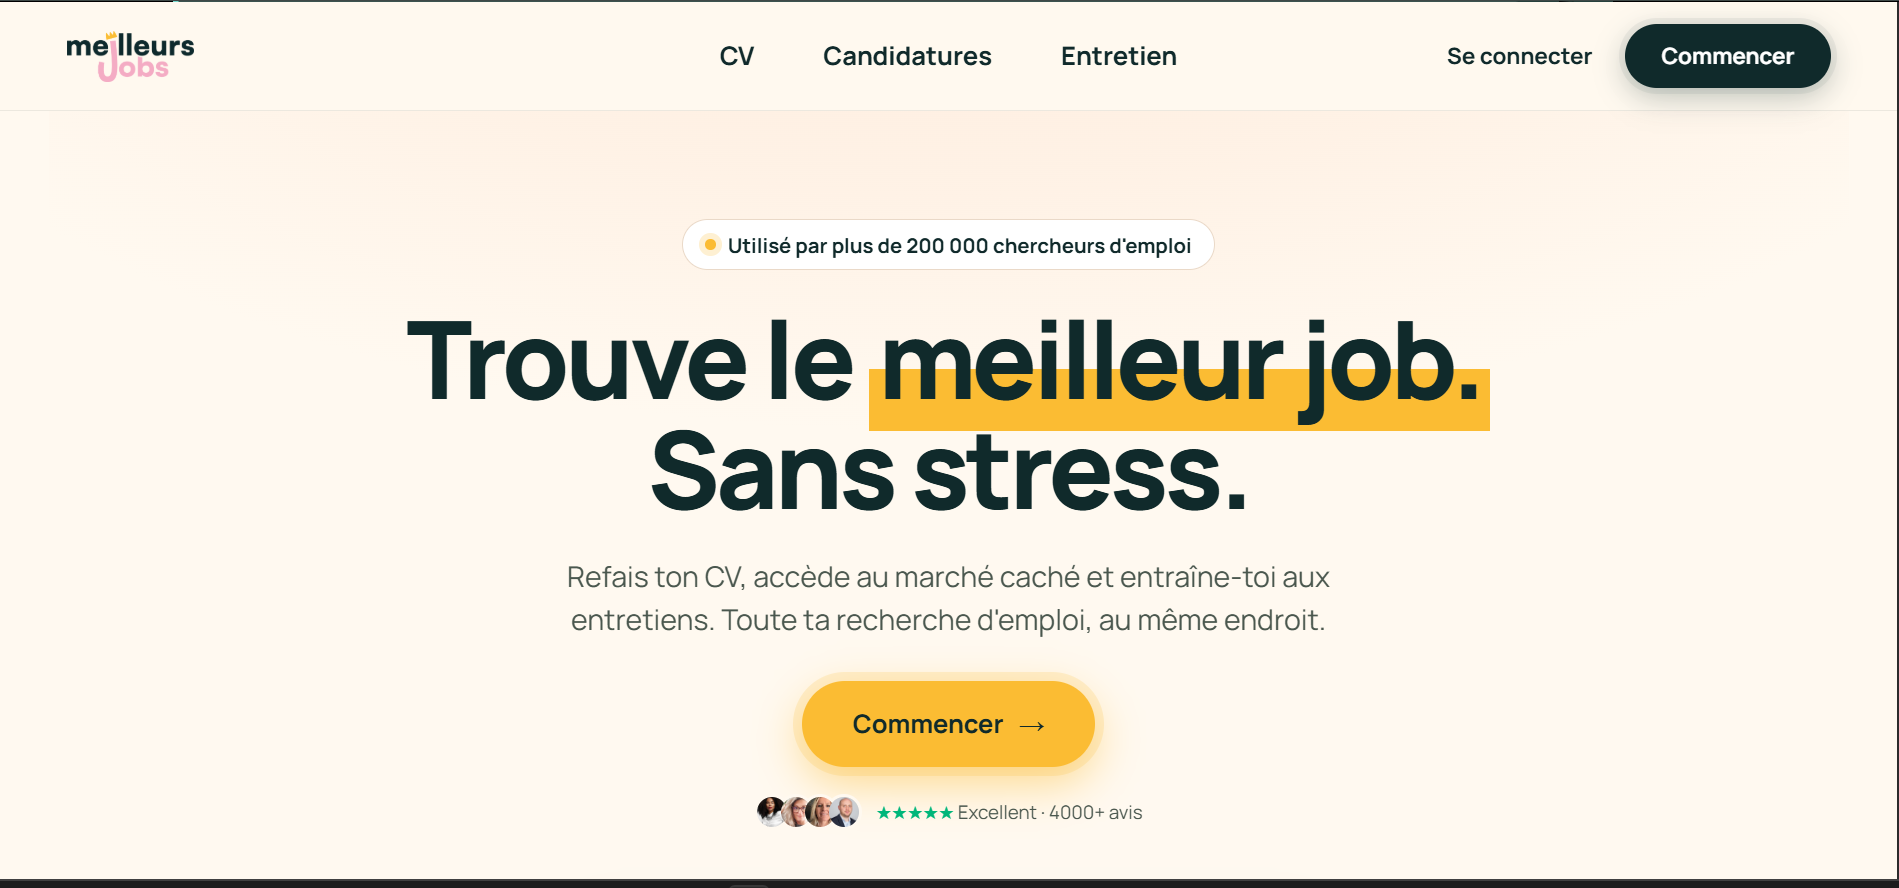 meilleurs
Jobs
CV
Candidatures
Entretien
Se connecter
Commencer
Utilisé par plus de 200 000 chercheurs d'emploi
Trouve le meilleur job.
Sans stress.
Refais ton CV, accède au marché caché et entraîne-toi aux
entretiens. Toute ta recherche d'emploi, au même endroit.
Commencer →
★★★★★ Excellent · 4000+ avis